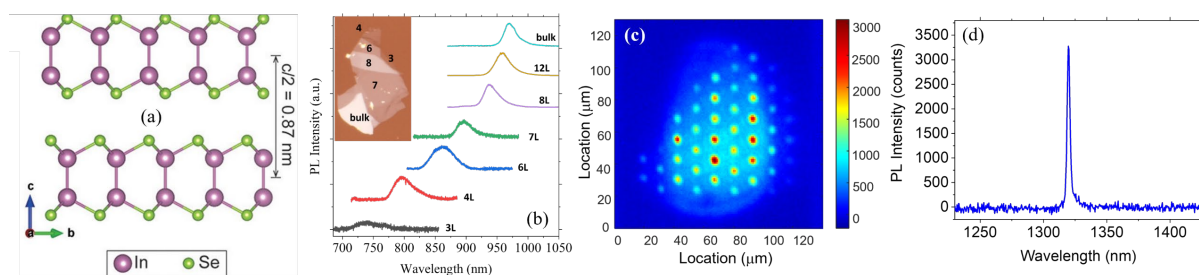 (a)
c/2 = 0.87 nm
c
a
b
In
Se
PL Intensity (a.u.)
4
6
3
8
7
bulk
bulk
12L
8L
7L
6L
4L
3L
(b)
700 750 800 850 900 950 1000 1050
Wavelength (nm)
(c)
Location (μm)
120
100
80
60
40
20
0
0 20 40 60 80 100 120
Location (μm)
3000
2500
2000
1500
1000
500
0
(d)
PL Intensity (counts)
3500
3000
2500
2000
1500
1000
500
0
1250 1300 1350 1400
Wavelength (nm)